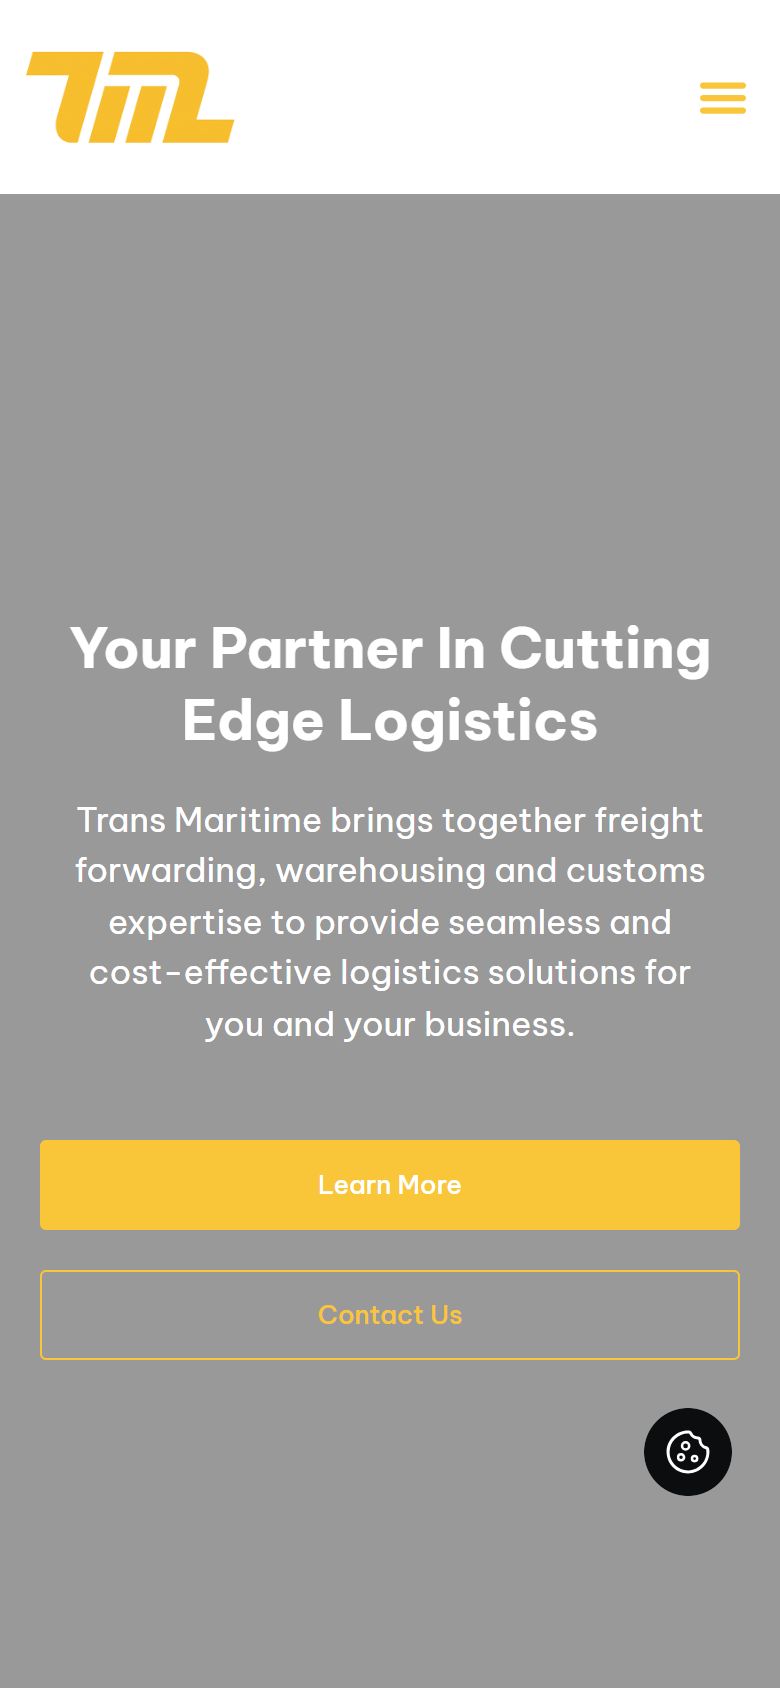 TML
Your Partner In Cutting
Edge Logistics
Trans Maritime brings together freight
forwarding, warehousing and customs
expertise to provide seamless and
cost-effective logistics solutions for
you and your business.
Learn More
Contact Us